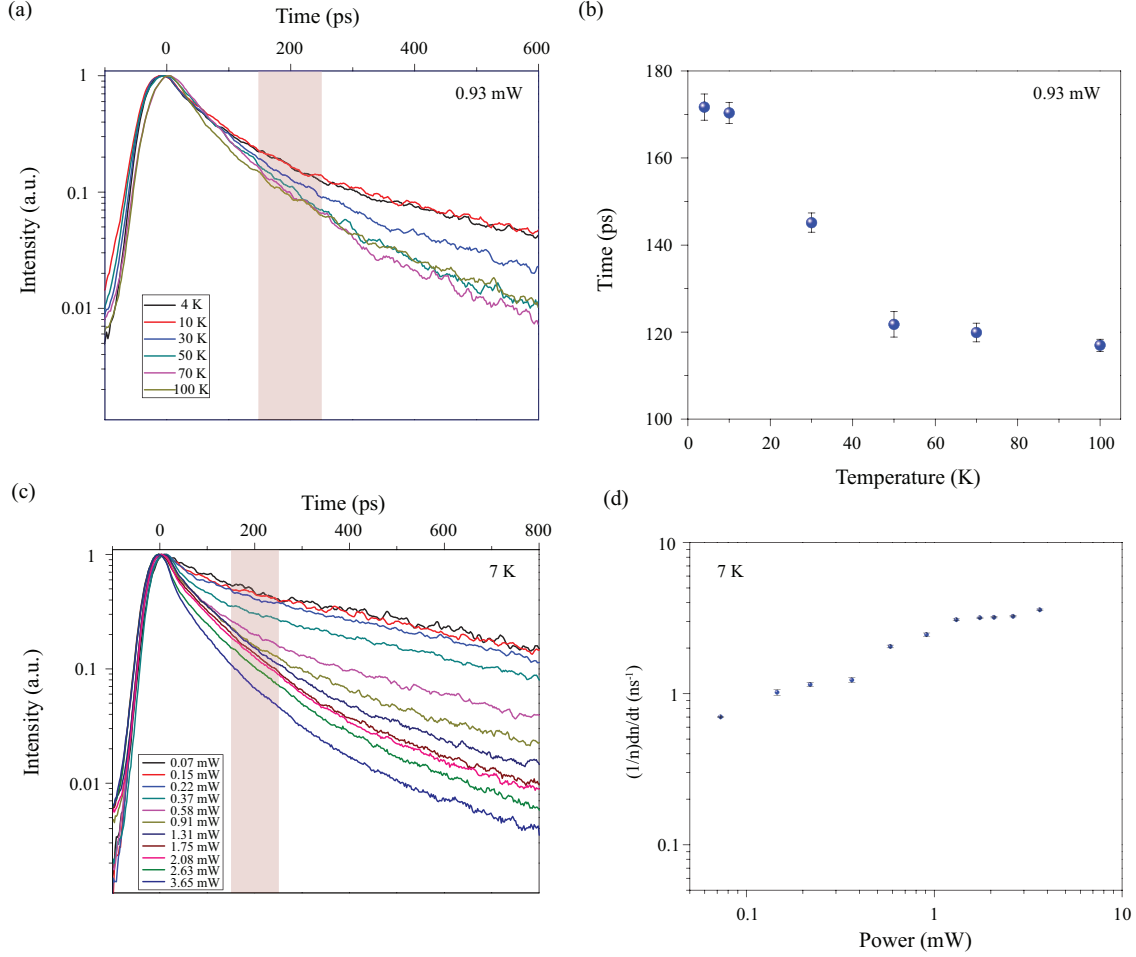 (a)
Time (ps)
0 200 400 600
1
0.1
0.01
Intensity (a.u.)
0.93 mW
4 K
10 K
30 K
50 K
70 K
100 K
(b)
180
160
140
120
100
Time (ps)
0.93 mW
0 20 40 60 80 100
Temperature (K)
(c)
Time (ps)
0 200 400 600 800
1
0.1
0.01
Intensity (a.u.)
7 K
0.07 mW
0.15 mW
0.22 mW
0.37 mW
0.58 mW
0.91 mW
1.31 mW
1.75 mW
2.08 mW
2.63 mW
3.65 mW
(d)
10
1
0.1
(1/n)dn/dt (ns⁻¹)
7 K
0.1 1 10
Power (mW)